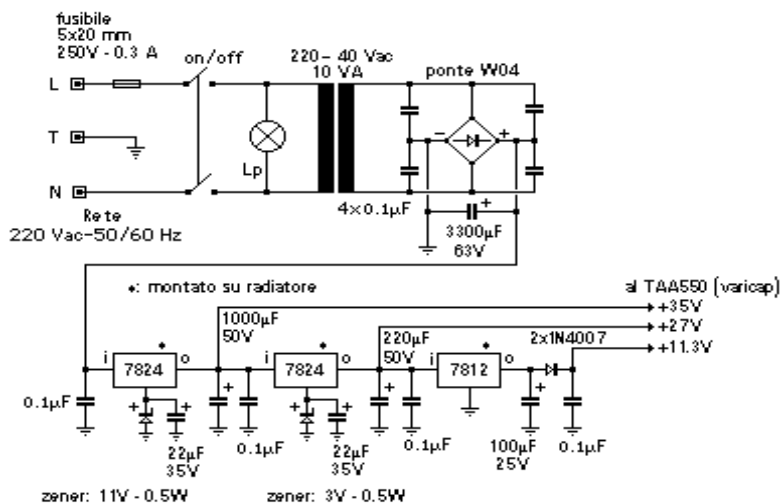 fusibile
5x20 mm
250V - 0.3 A
on/off
220- 40 Vac
10 VA
ponte W04
L
T
N
Lp
- +
4x0.1µF
+
3300µF
63V
Rete
220 Vac-50/60 Hz
•: montato su radiatore
al TAA550 (varicap)
+35V
+27V
+11.3V
1000µF
50V
220µF
50V
2x1N4007
i 7824 o
i 7824 o
i 7812 o
0.1µF
22µF
35V
0.1µF
22µF
35V
0.1µF
100µF
25V
0.1µF
zener: 11V - 0.5W
zener: 3V - 0.5W